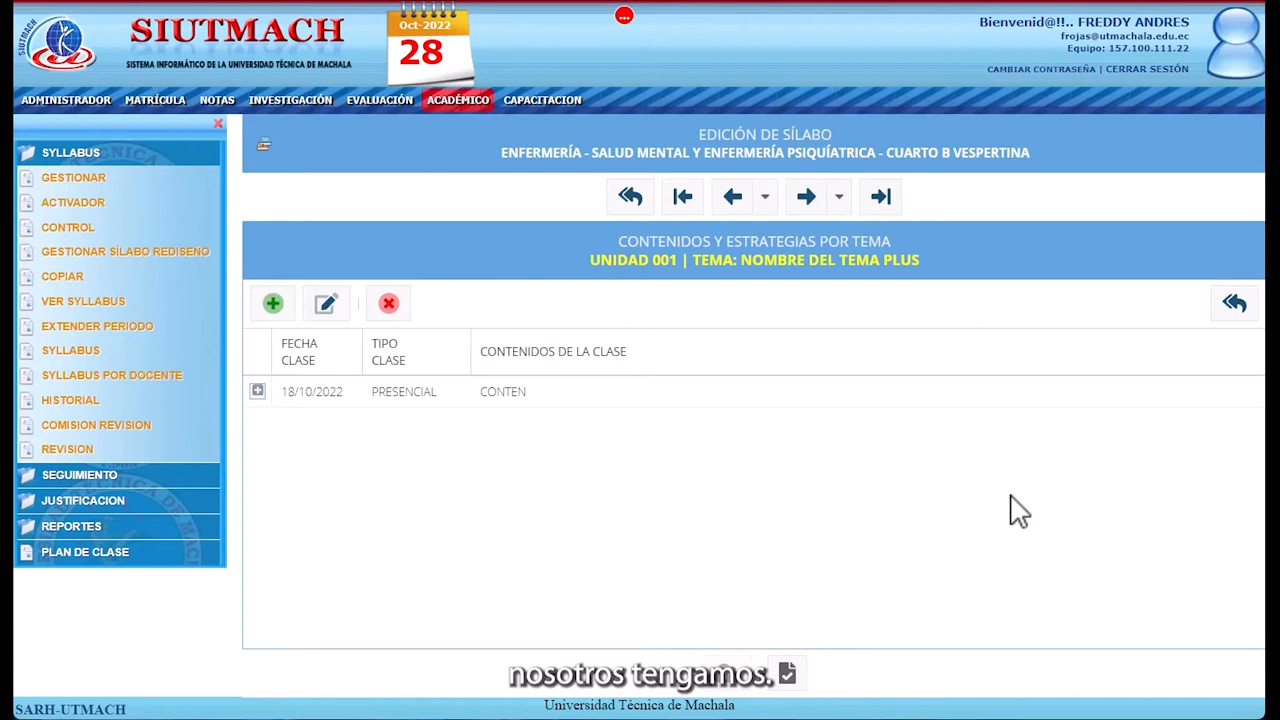 SIUTMACH
SISTEMA INFORMÁTICO DE LA UNIVERSIDAD TÉCNICA DE MACHALA
Oct-2022
28
Bienvenid@!!.. FREDDY ANDRES
frojas@utmachala.edu.ec
Equipo: 157.100.111.22
CAMBIAR CONTRASEÑA | CERRAR SESIÓN
ADMINISTRADOR MATRÍCULA NOTAS INVESTIGACIÓN EVALUACIÓN ACADÉMICO CAPACITACION
SYLLABUS
GESTIONAR
ACTIVADOR
CONTROL
GESTIONAR SÍLABO REDISEÑO
COPIAR
VER SYLLABUS
EXTENDER PERIODO
SYLLABUS
SYLLABUS POR DOCENTE
HISTORIAL
COMISION REVISION
REVISION
SEGUIMIENTO
JUSTIFICACION
REPORTES
PLAN DE CLASE
EDICIÓN DE SÍLABO
ENFERMERÍA - SALUD MENTAL Y ENFERMERÍA PSIQUÍATRICA - CUARTO B VESPERTINA
CONTENIDOS Y ESTRATEGIAS POR TEMA
UNIDAD 001 | TEMA: NOMBRE DEL TEMA PLUS
FECHA CLASE
TIPO CLASE
CONTENIDOS DE LA CLASE
18/10/2022 PRESENCIAL CONTEN
nosotros tengamos.
SARH-UTMACH
Universidad Técnica de Machala